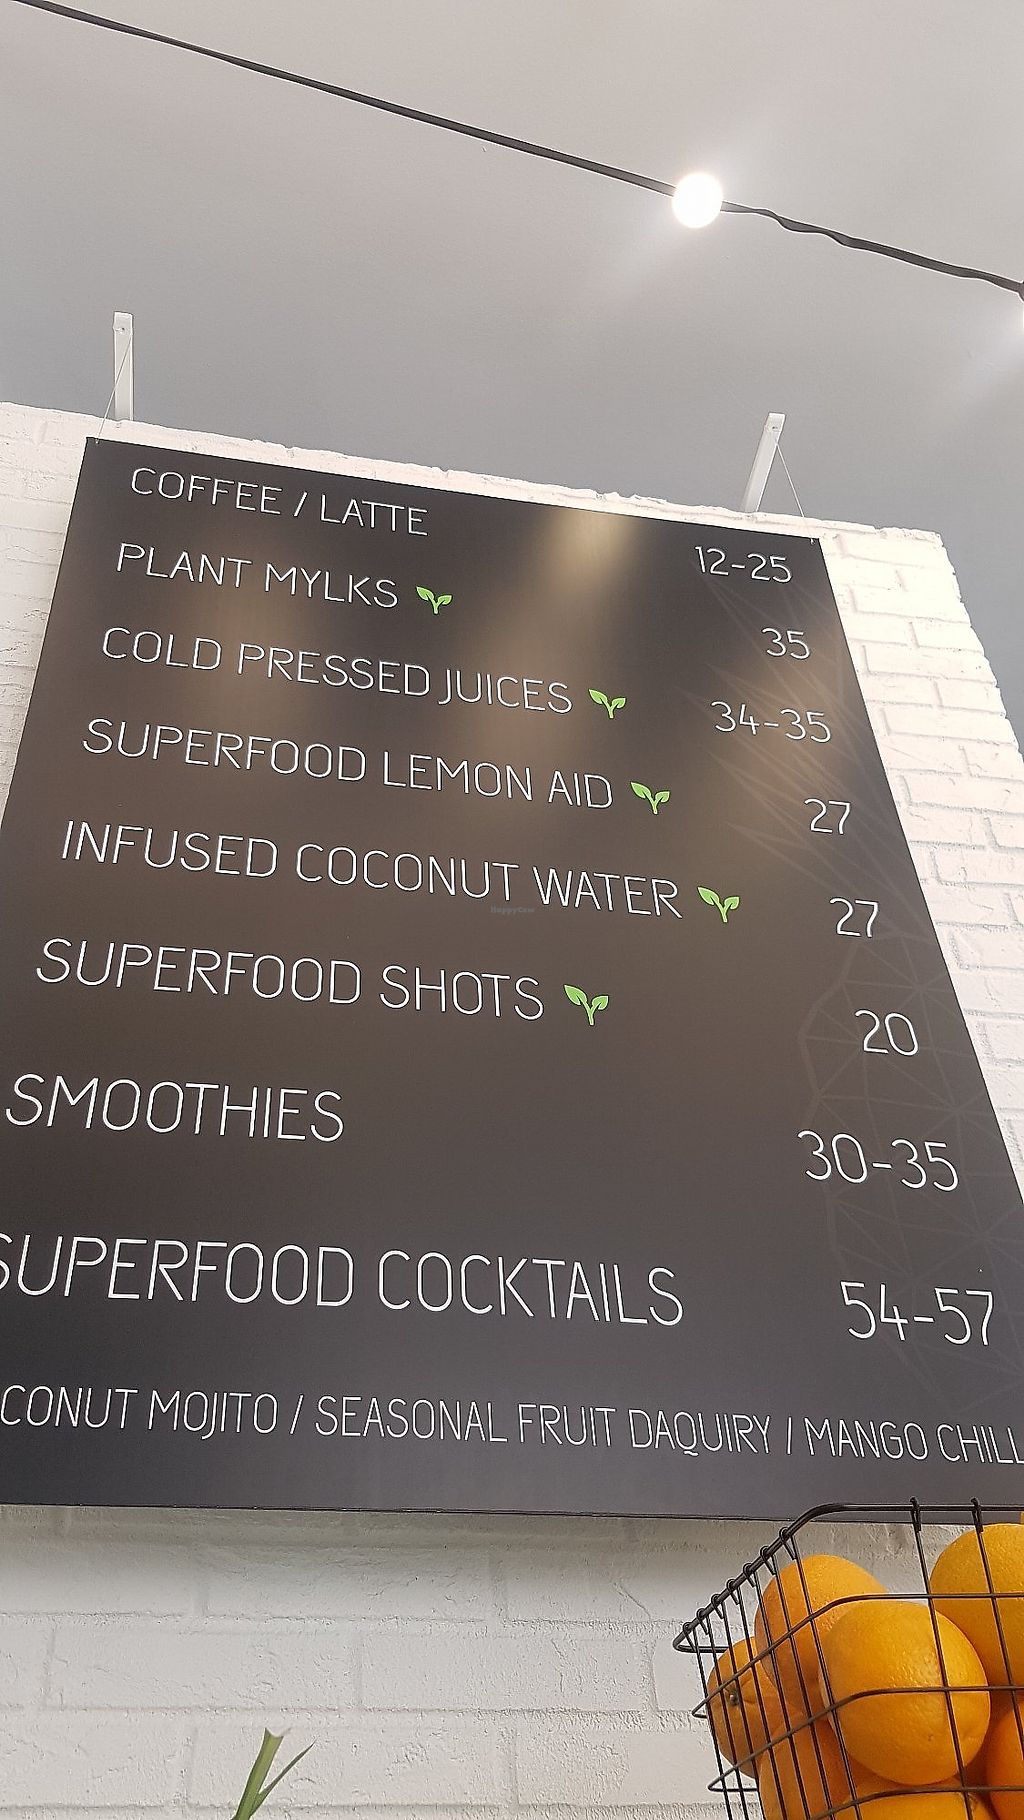 COFFEE / LATTE 12-25
PLANT MYLKS 35
COLD PRESSED JUICES 34-35
SUPERFOOD LEMON AID 27
INFUSED COCONUT WATER 27
SUPERFOOD SHOTS 20
SMOOTHIES 30-35
SUPERFOOD COCKTAILS 54-57
CONUT MOJITO / SEASONAL FRUIT DAQUIRY / MANGO CHILL
HappyCow